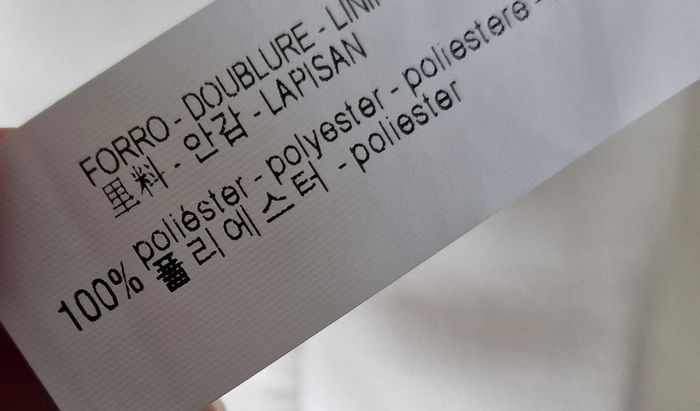 FORRO - DOUBLURE -
里料 - 안감 - LAPISAN
100% poliéster - polyester - poliestere -
폴리에스터 - poliester